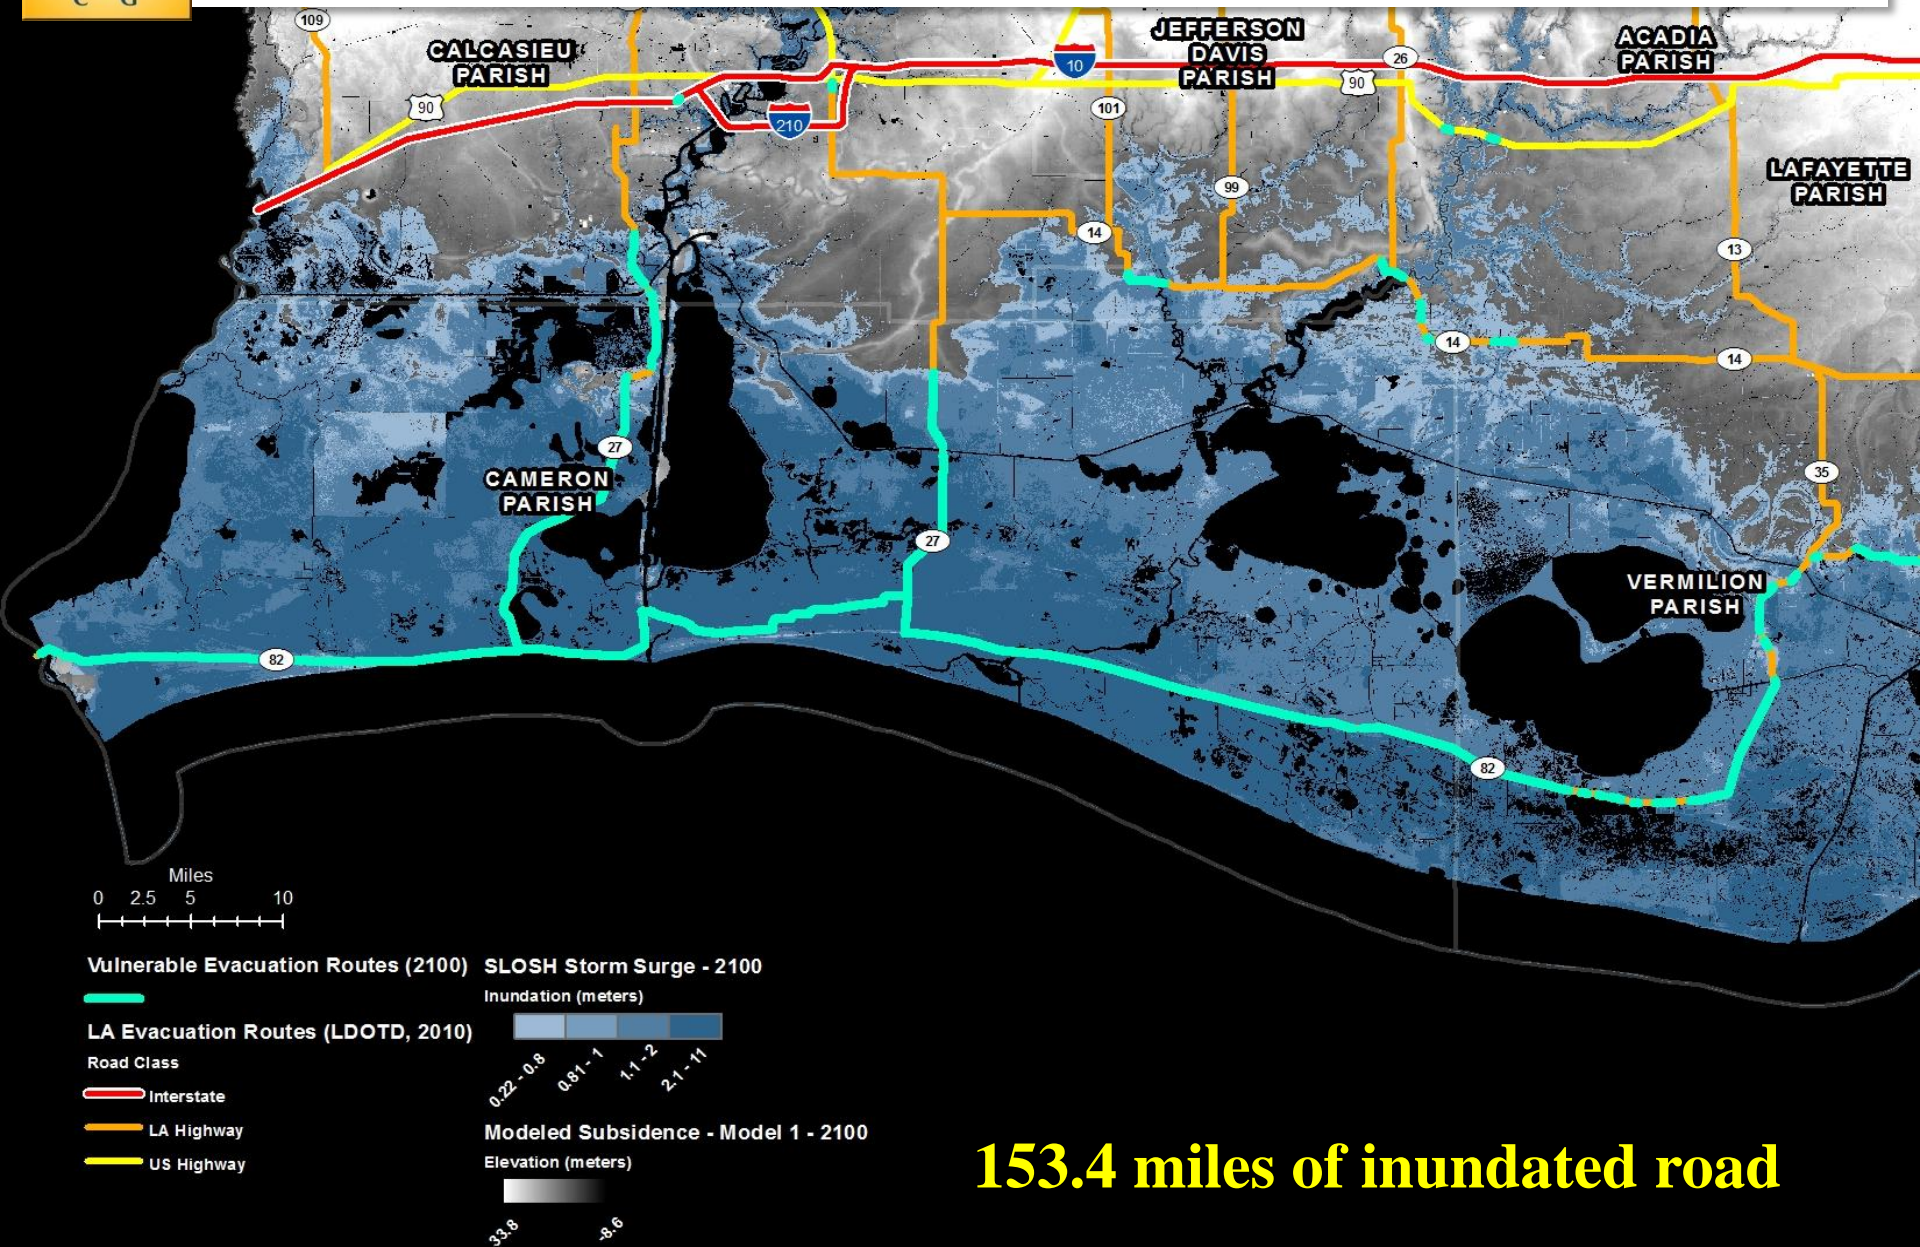 C G
109
CALCASIEU
PARISH
90
210
10
JEFFERSON
DAVIS
PARISH
101
90
26
ACADIA
PARISH
99
14
LAFAYETTE
PARISH
13
14
14
35
27
CAMERON
PARISH
27
VERMILION
PARISH
82
82
Miles
0 2.5 5 10
Vulnerable Evacuation Routes (2100)
LA Evacuation Routes (LDOTD, 2010)
Road Class
Interstate
LA Highway
US Highway
SLOSH Storm Surge - 2100
Inundation (meters)
0.22 - 0.8
0.81 - 1
1.1 - 2
2.1 - 11
Modeled Subsidence - Model 1 - 2100
Elevation (meters)
33.8
-8.6
153.4 miles of inundated road